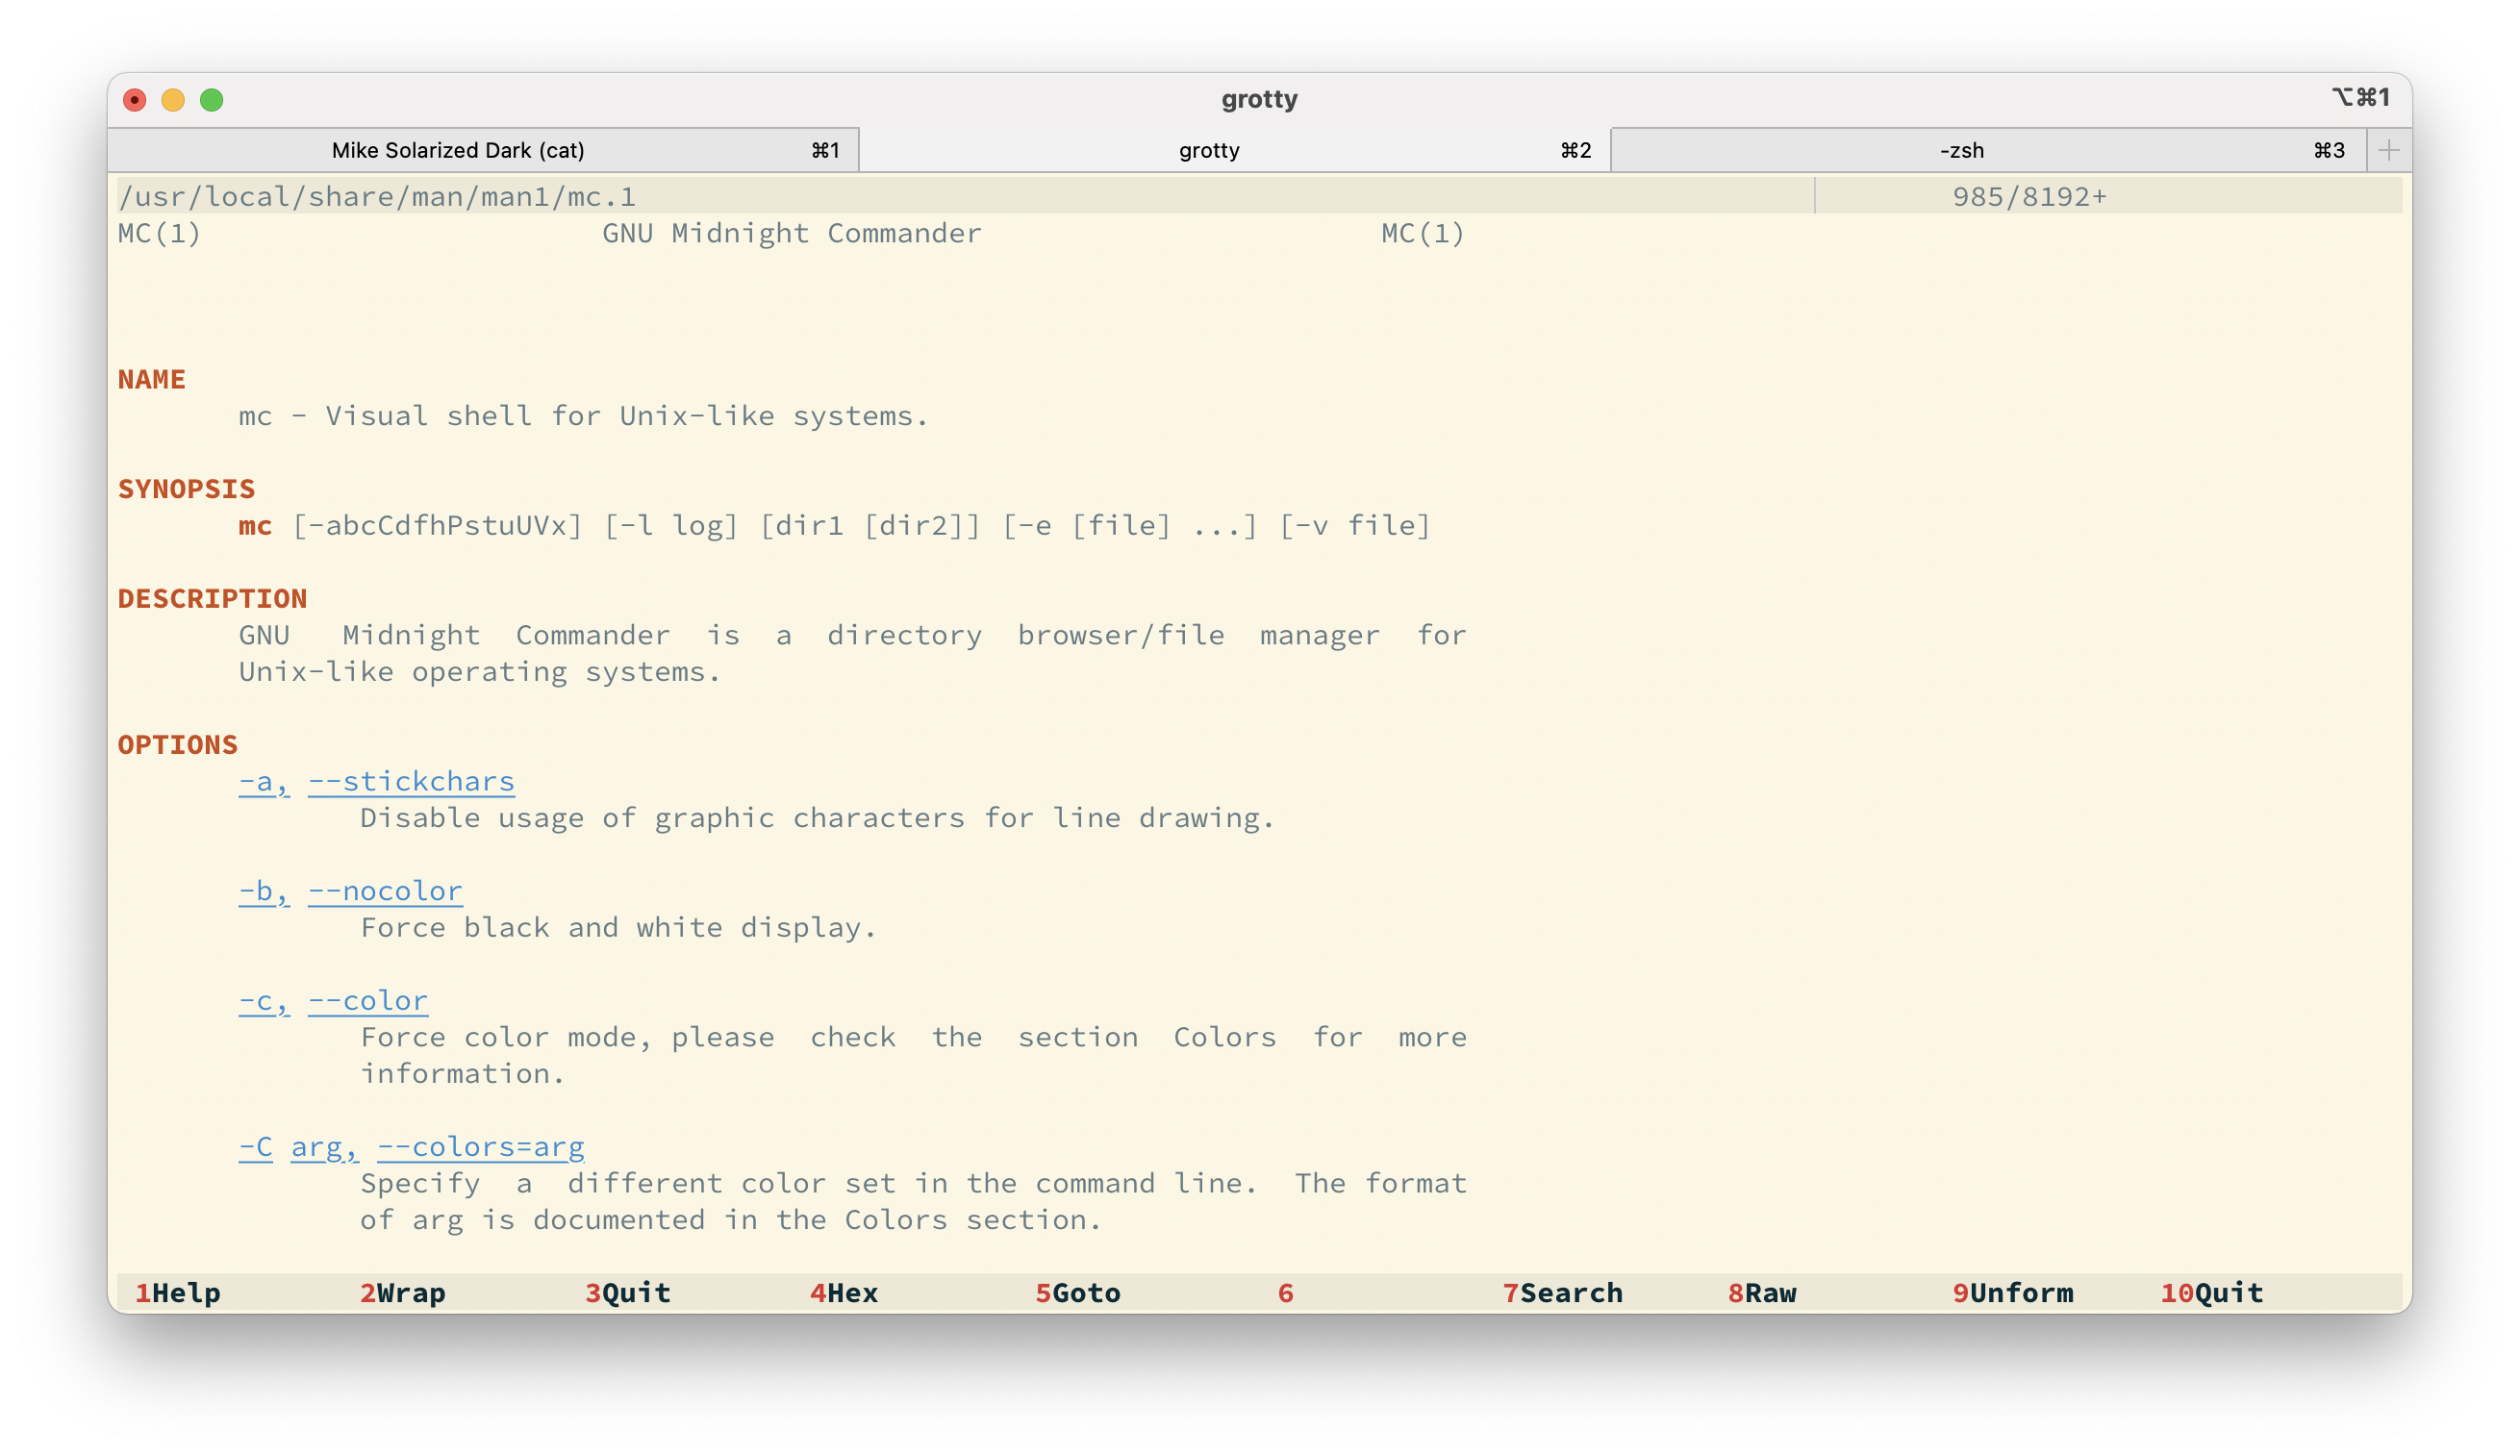 grotty ⌥⌘1
Mike Solarized Dark (cat) ⌘1 grotty ⌘2 -zsh ⌘3 +
/usr/local/share/man/man1/mc.1 985/8192+
MC(1) GNU Midnight Commander MC(1)
NAME
mc - Visual shell for Unix-like systems.
SYNOPSIS
mc [-abcCdfhPstuUVx] [-l log] [dir1 [dir2]] [-e [file] ...] [-v file]
DESCRIPTION
GNU Midnight Commander is a directory browser/file manager for
Unix-like operating systems.
OPTIONS
-a, --stickchars
Disable usage of graphic characters for line drawing.
-b, --nocolor
Force black and white display.
-c, --color
Force color mode, please check the section Colors for more
information.
-C arg, --colors=arg
Specify a different color set in the command line. The format
of arg is documented in the Colors section.
1Help 2Wrap 3Quit 4Hex 5Goto 6 7Search 8Raw 9Unform 10Quit